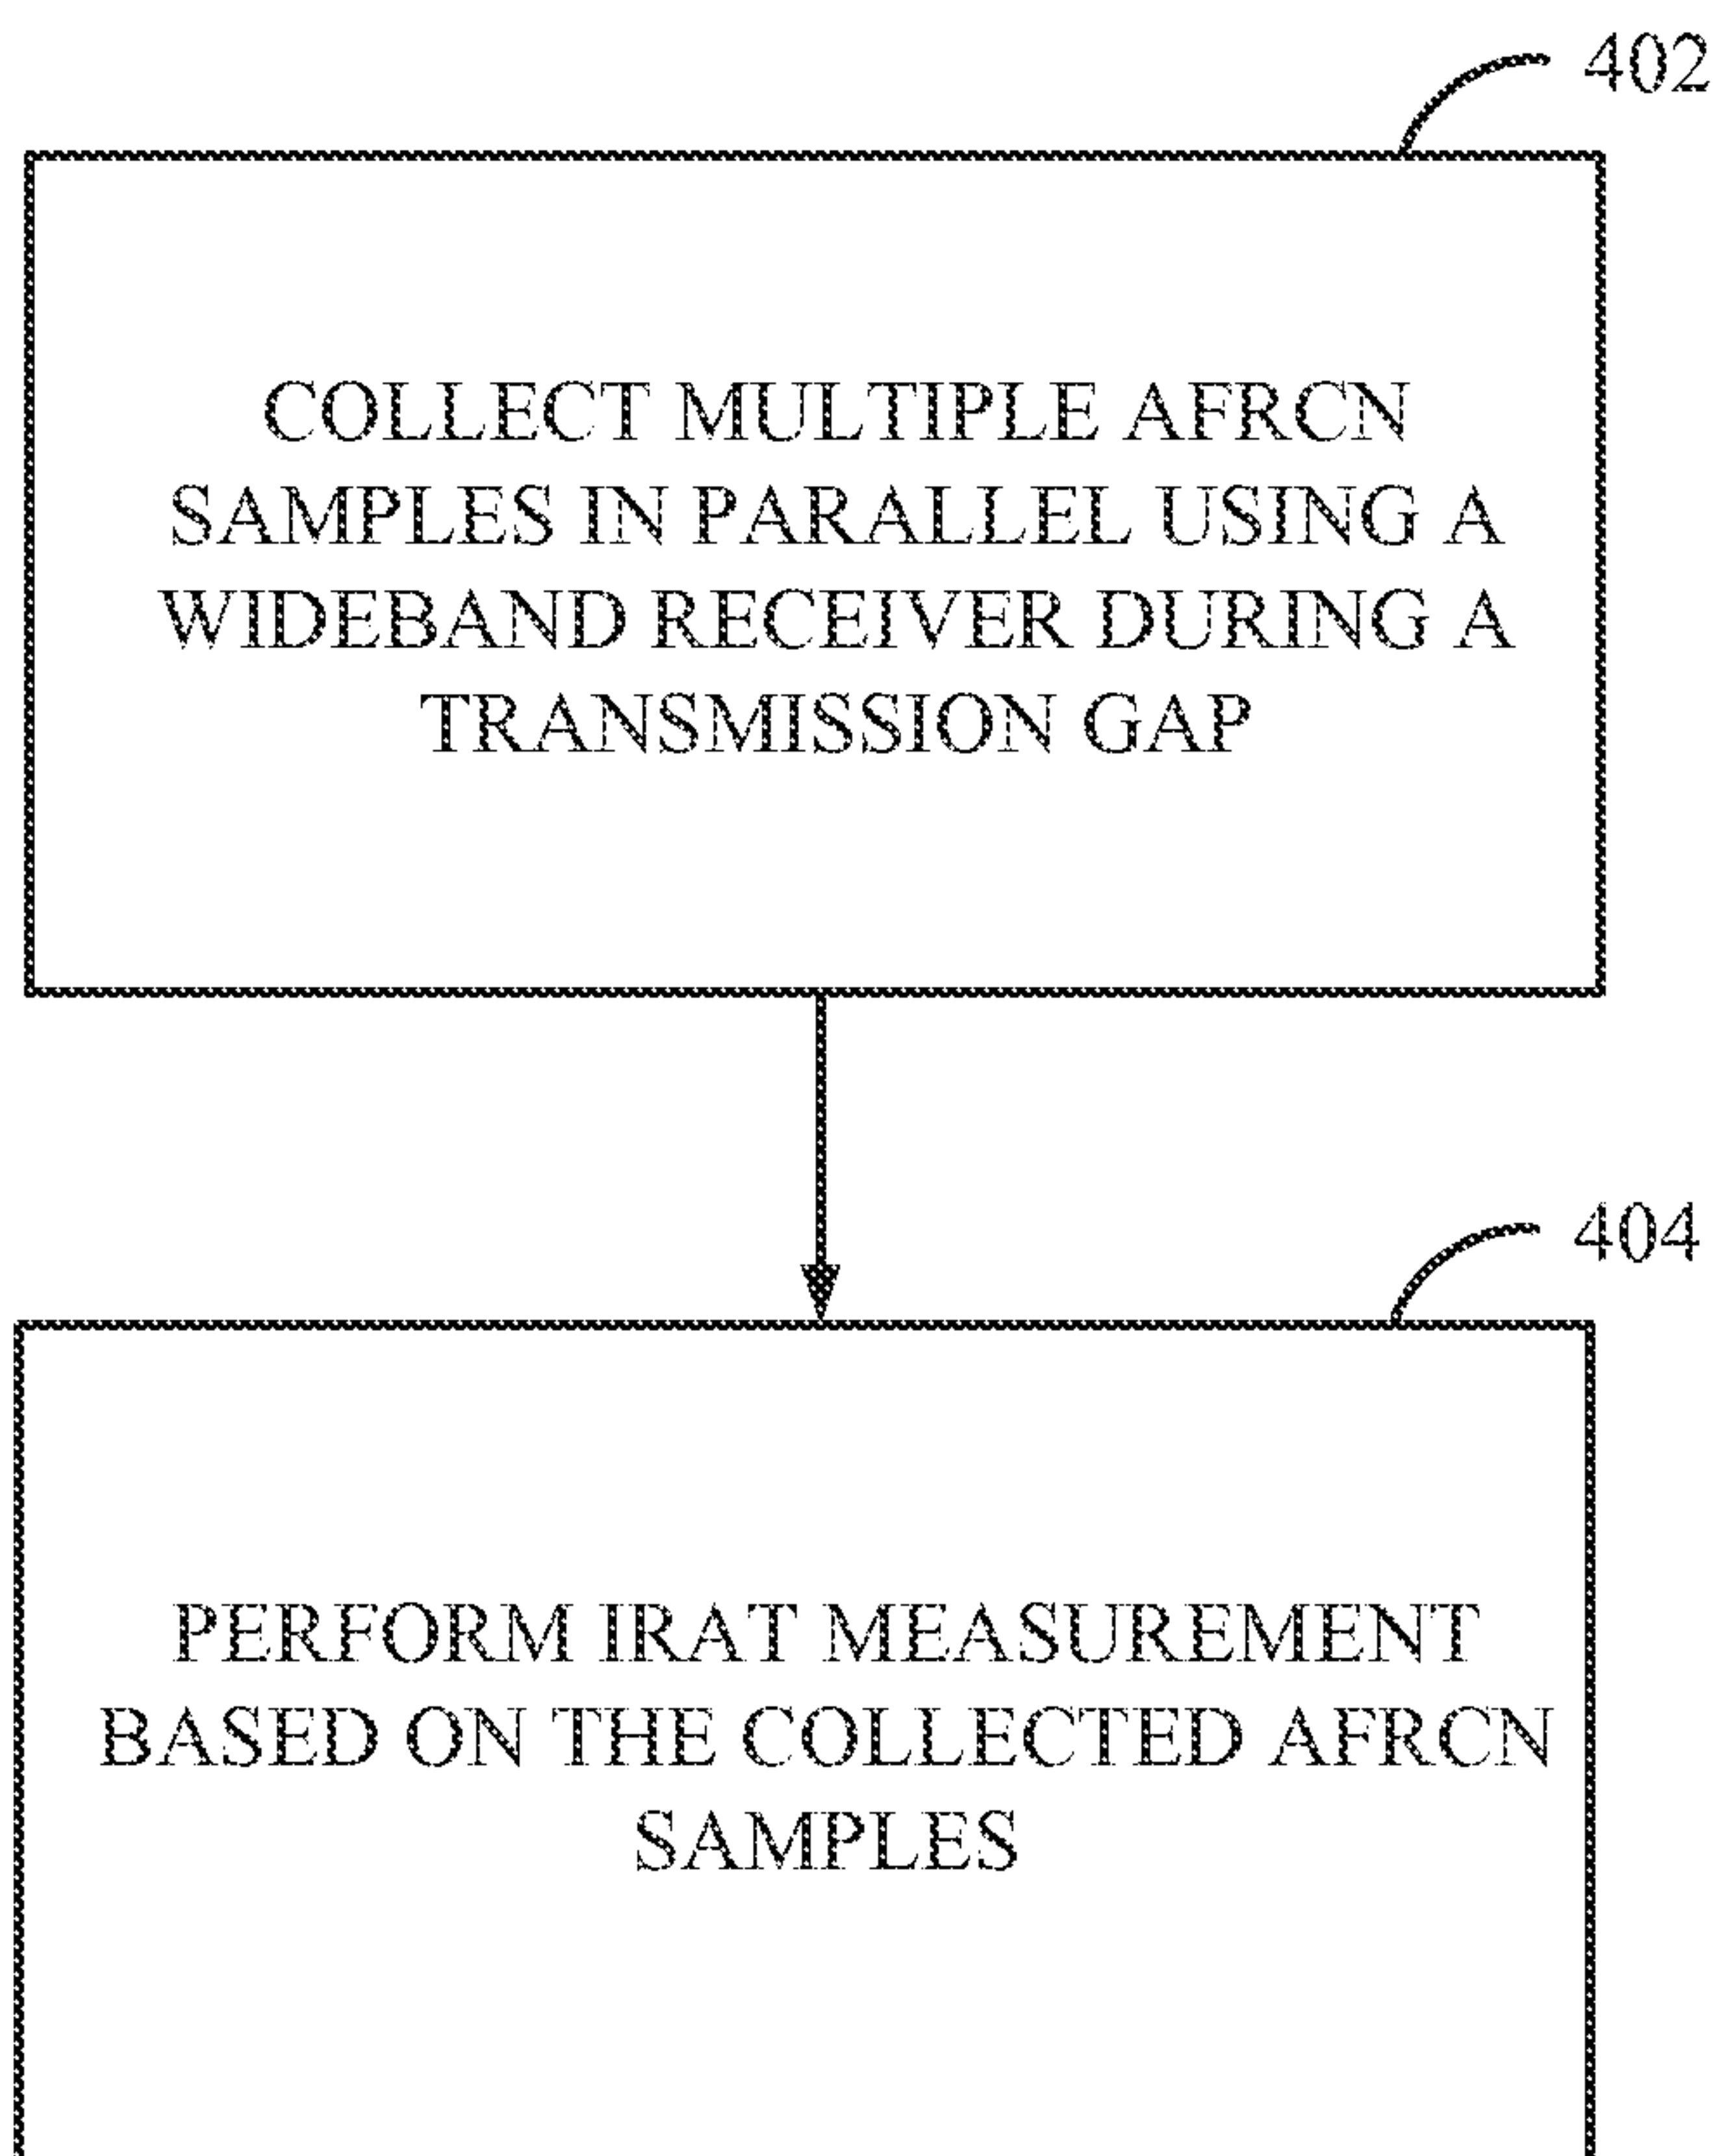 402
COLLECT MULTIPLE AFRCN
SAMPLES IN PARALLEL USING A
WIDEBAND RECEIVER DURING A
TRANSMISSION GAP
404
PERFORM IRAT MEASUREMENT
BASED ON THE COLLECTED AFRCN
SAMPLES